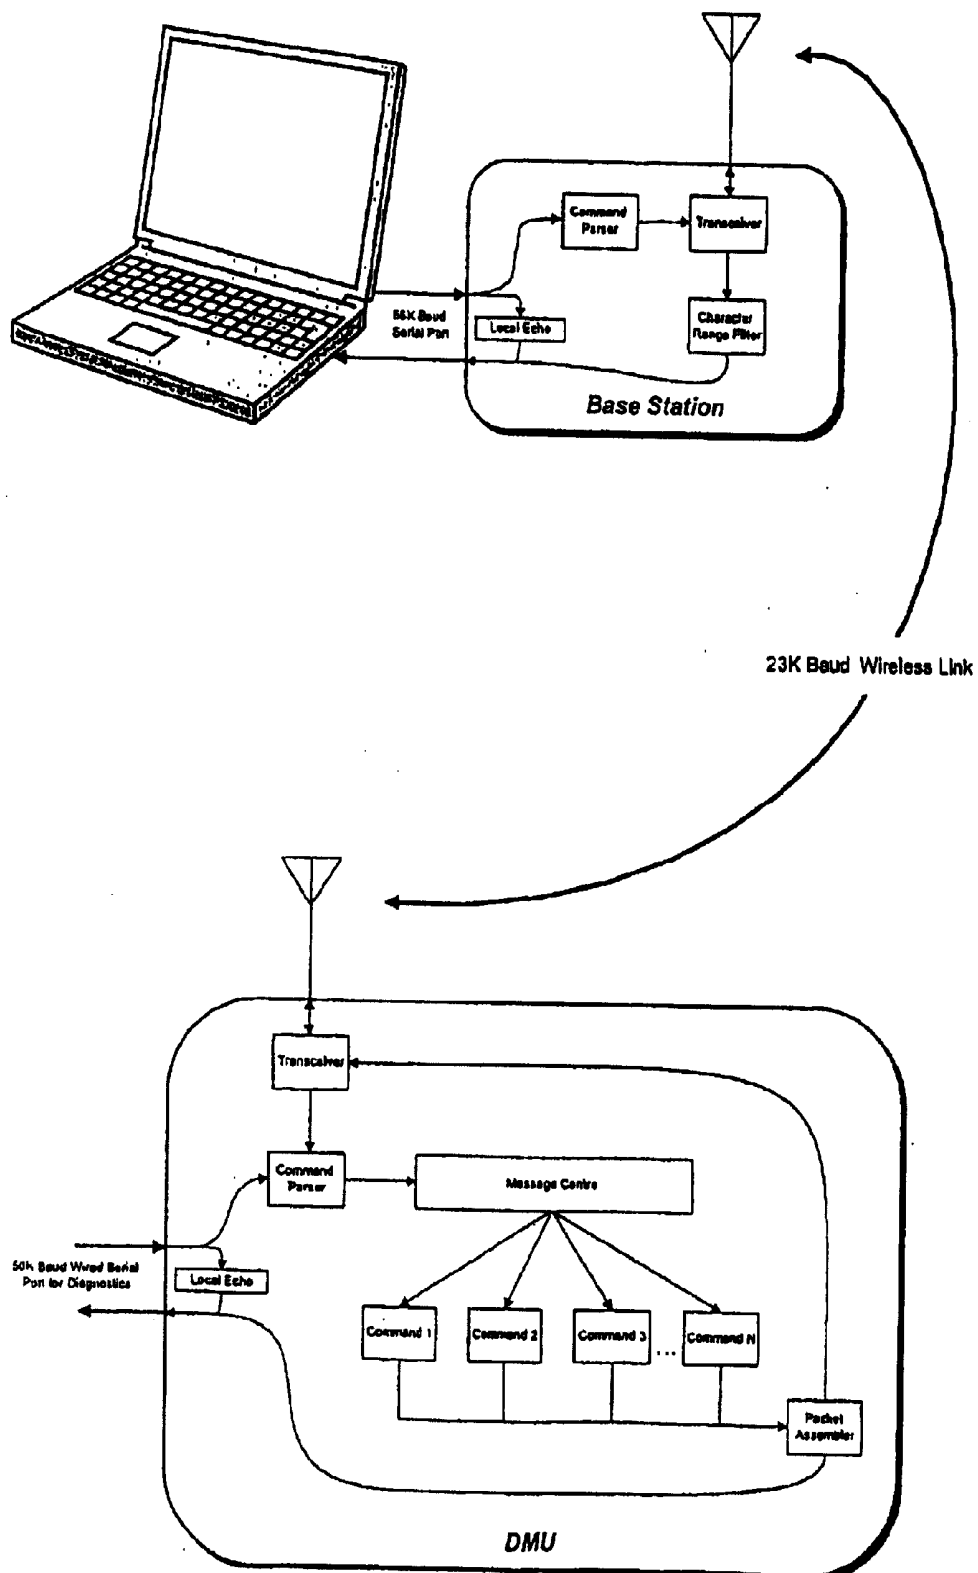 Command
Parser
Transceiver
Baud
Serial Port
Local Echo
Character
Range Filter
Base Station
23K Baud Wireless Link
Transceiver
Command
Parser
Message Centre
Baud Wired Serial
Port for Diagnostics
Local Echo
Command 1
Command 2
Command 3
...
Command N
Packet
Assembler
DMU